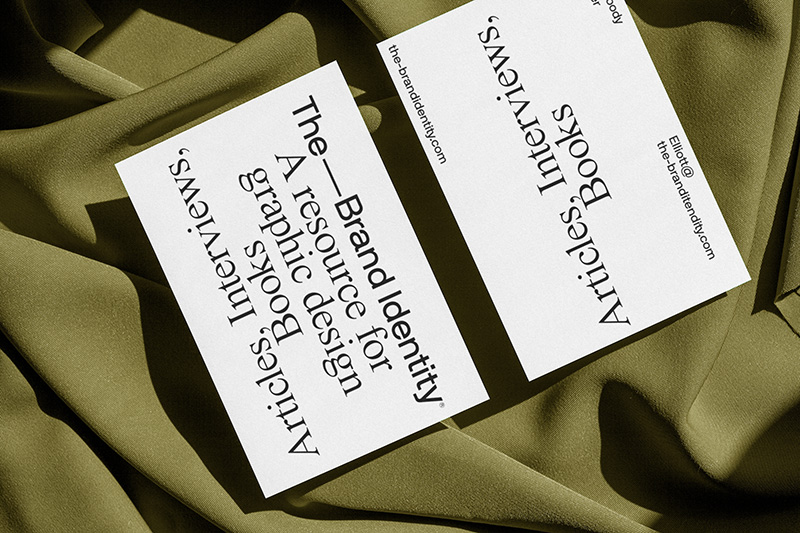 The — Brand Identity®
A resource for
graphic design
Articles, Interviews,
Books
the-brandidentity.com
Articles, Interviews,
Books
Elliott@
the-branditendity.com